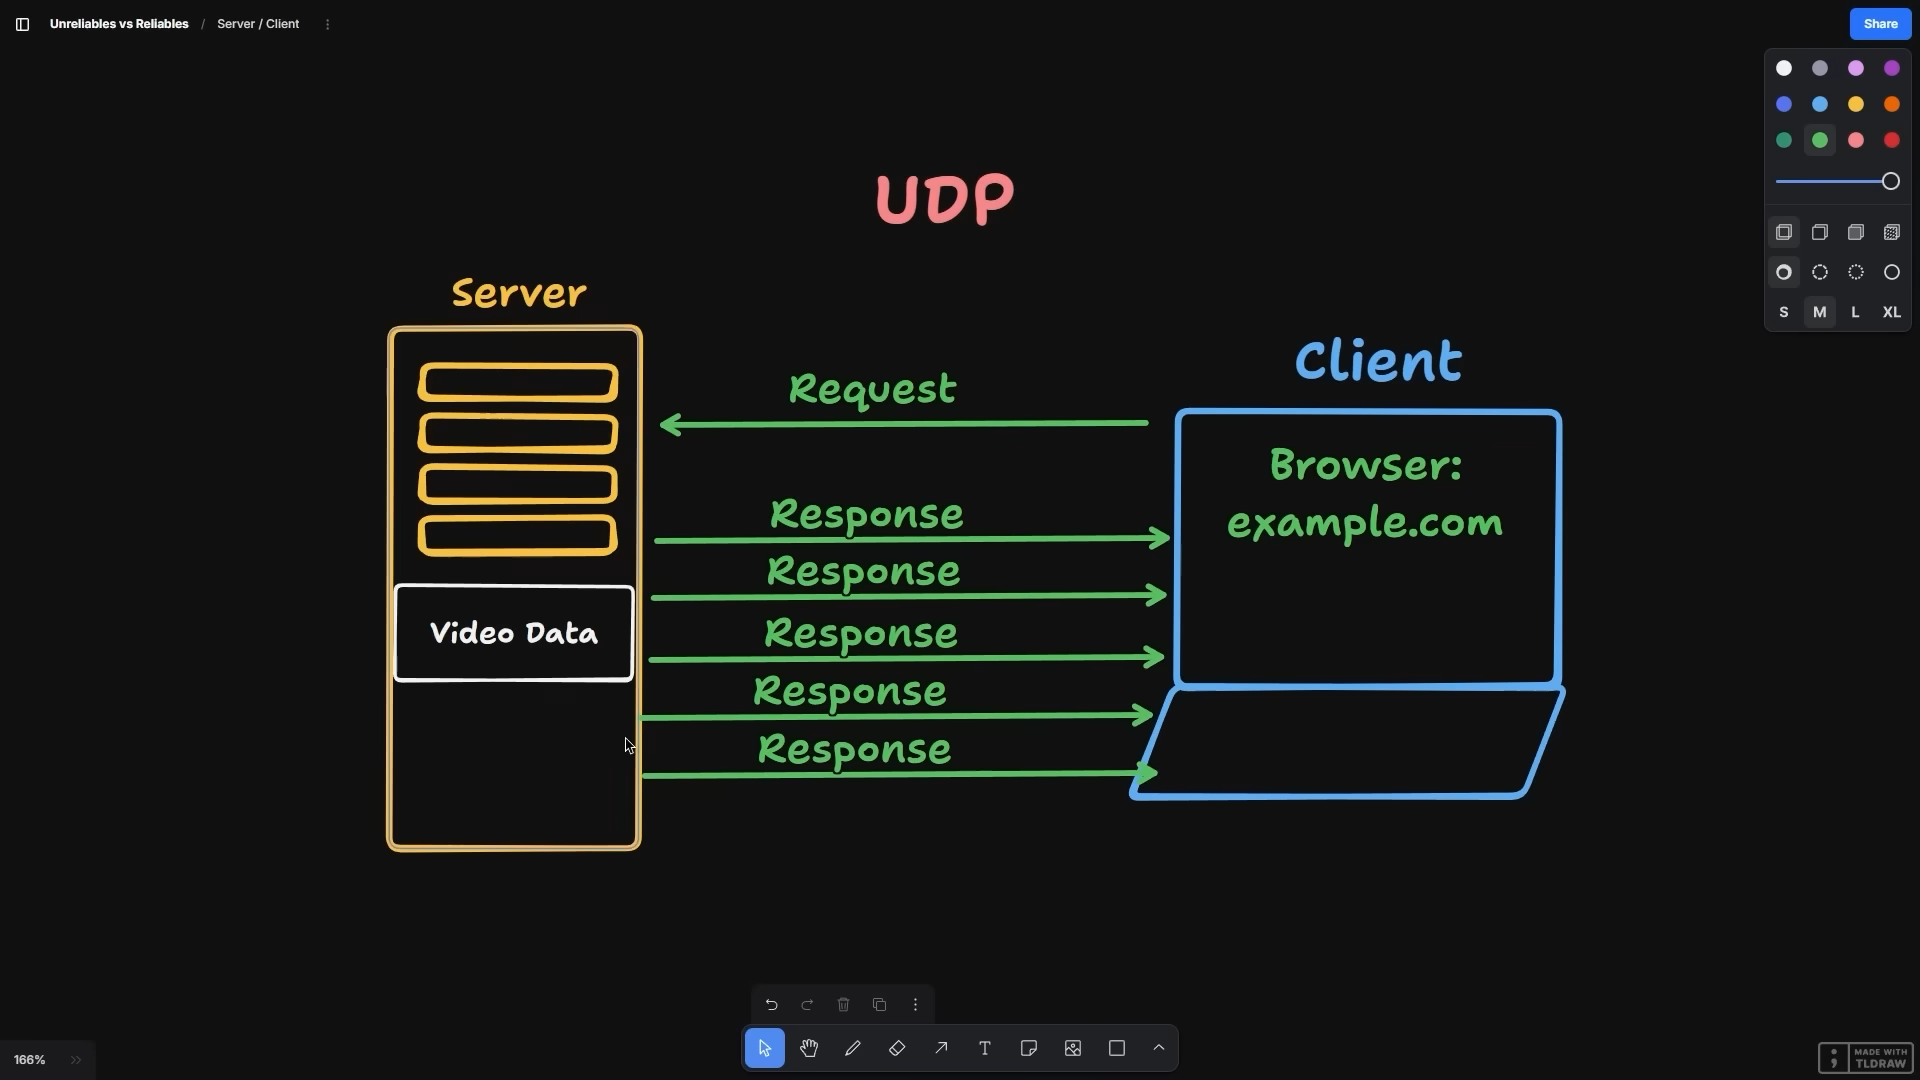 Unreliables vs Reliables / Server / Client
Share
S M L XL
UDP
Server
Client
Request
Browser:
example.com
Response
Response
Video Data
Response
Response
Response
166%
MADE WITH
TLDRAW